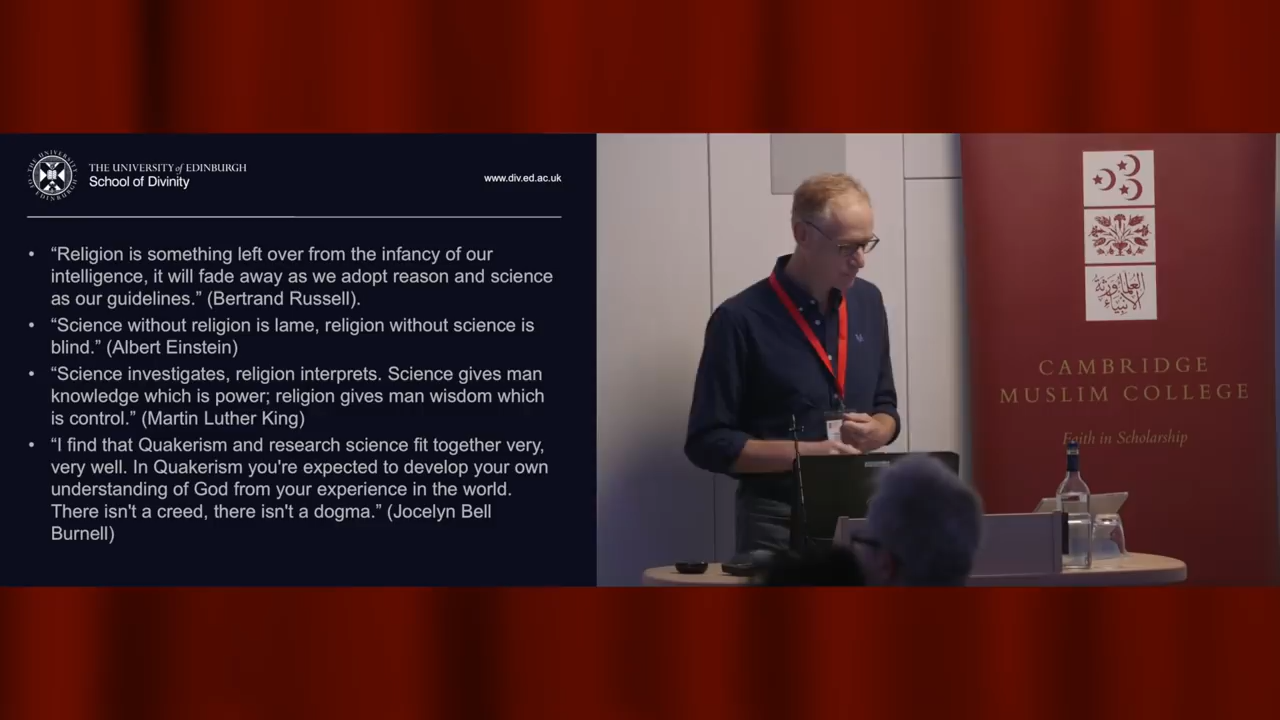 THE UNIVERSITY of EDINBURGH
School of Divinity
www.div.ed.ac.uk
• “Religion is something left over from the infancy of our
intelligence, it will fade away as we adopt reason and science
as our guidelines.” (Bertrand Russell).
• “Science without religion is lame, religion without science is
blind.” (Albert Einstein)
• “Science investigates, religion interprets. Science gives man
knowledge which is power; religion gives man wisdom which
is control.” (Martin Luther King)
• “I find that Quakerism and research science fit together very,
very well. In Quakerism you're expected to develop your own
understanding of God from your experience in the world.
There isn't a creed, there isn't a dogma.” (Jocelyn Bell
Burnell)
العلماء ورثة
الأنبياء
CAMBRIDGE
MUSLIM COLLEGE
Faith in Scholarship